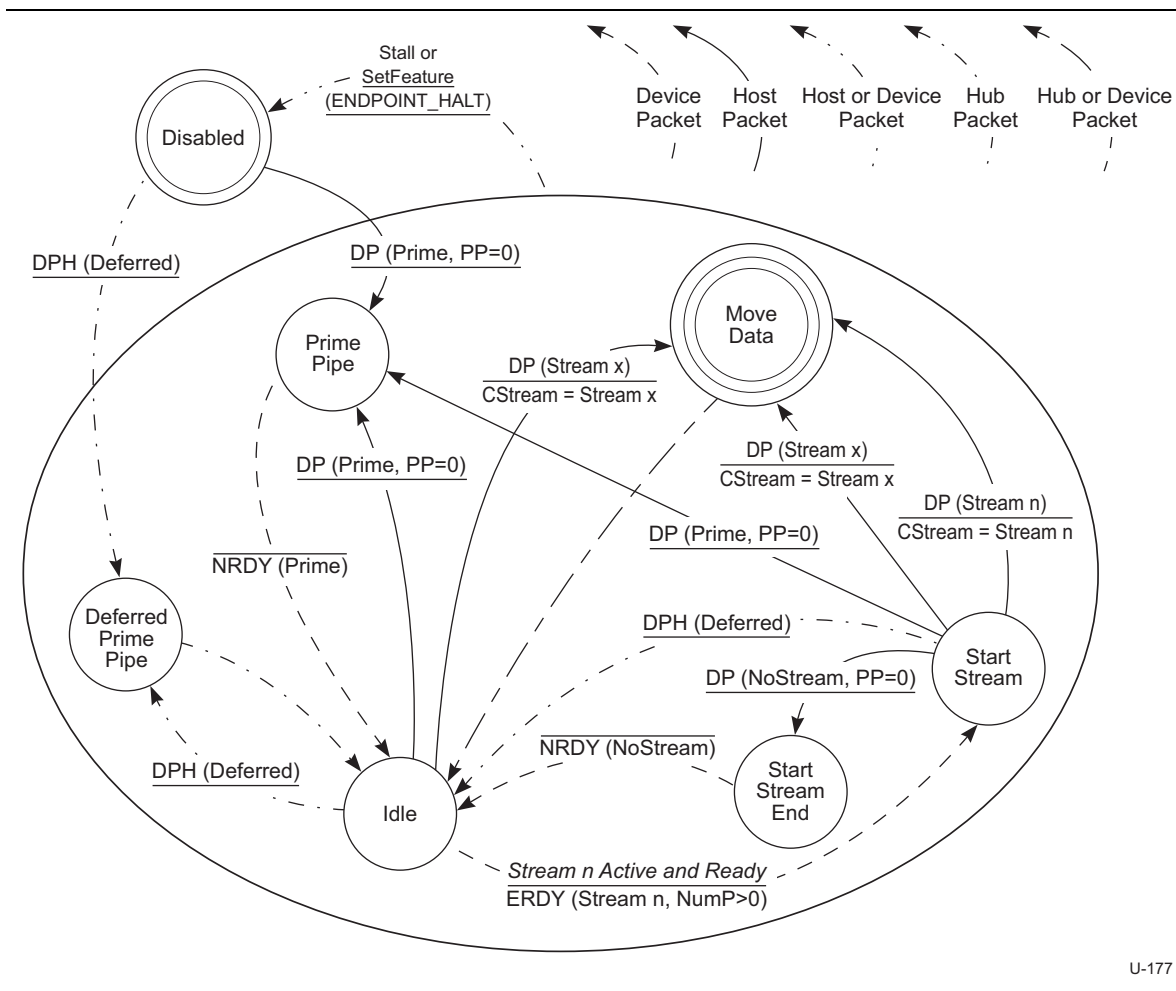 Stall or
SetFeature
(ENDPOINT_HALT)
Device
Packet
Host
Packet
Host or Device
Packet
Hub
Packet
Hub or Device
Packet
Disabled
DPH (Deferred)
DP (Prime, PP=0)
Prime
Pipe
Move
Data
DP (Stream x)
CStream = Stream x
DP (Prime, PP=0)
DP (Stream x)
CStream = Stream x
DP (Stream n)
CStream = Stream n
DP (Prime, PP=0)
NRDY (Prime)
Deferred
Prime
Pipe
DPH (Deferred)
Start
Stream
DP (NoStream, PP=0)
NRDY (NoStream)
DPH (Deferred)
Start
Stream
End
Idle
Stream n Active and Ready
ERDY (Stream n, NumP>0)
U-177